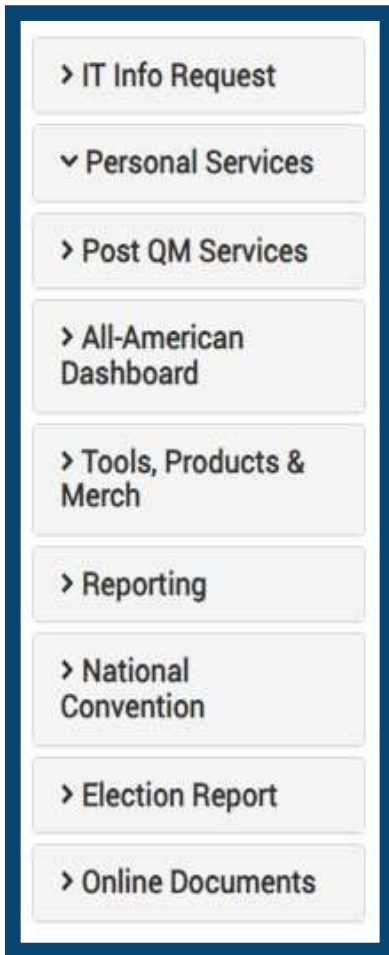 IT Info Request
Personal Services
Post QM Services
All-American
Dashboard
Tools, Products &
Merch
Reporting
National
Convention
Election Report
Online Documents